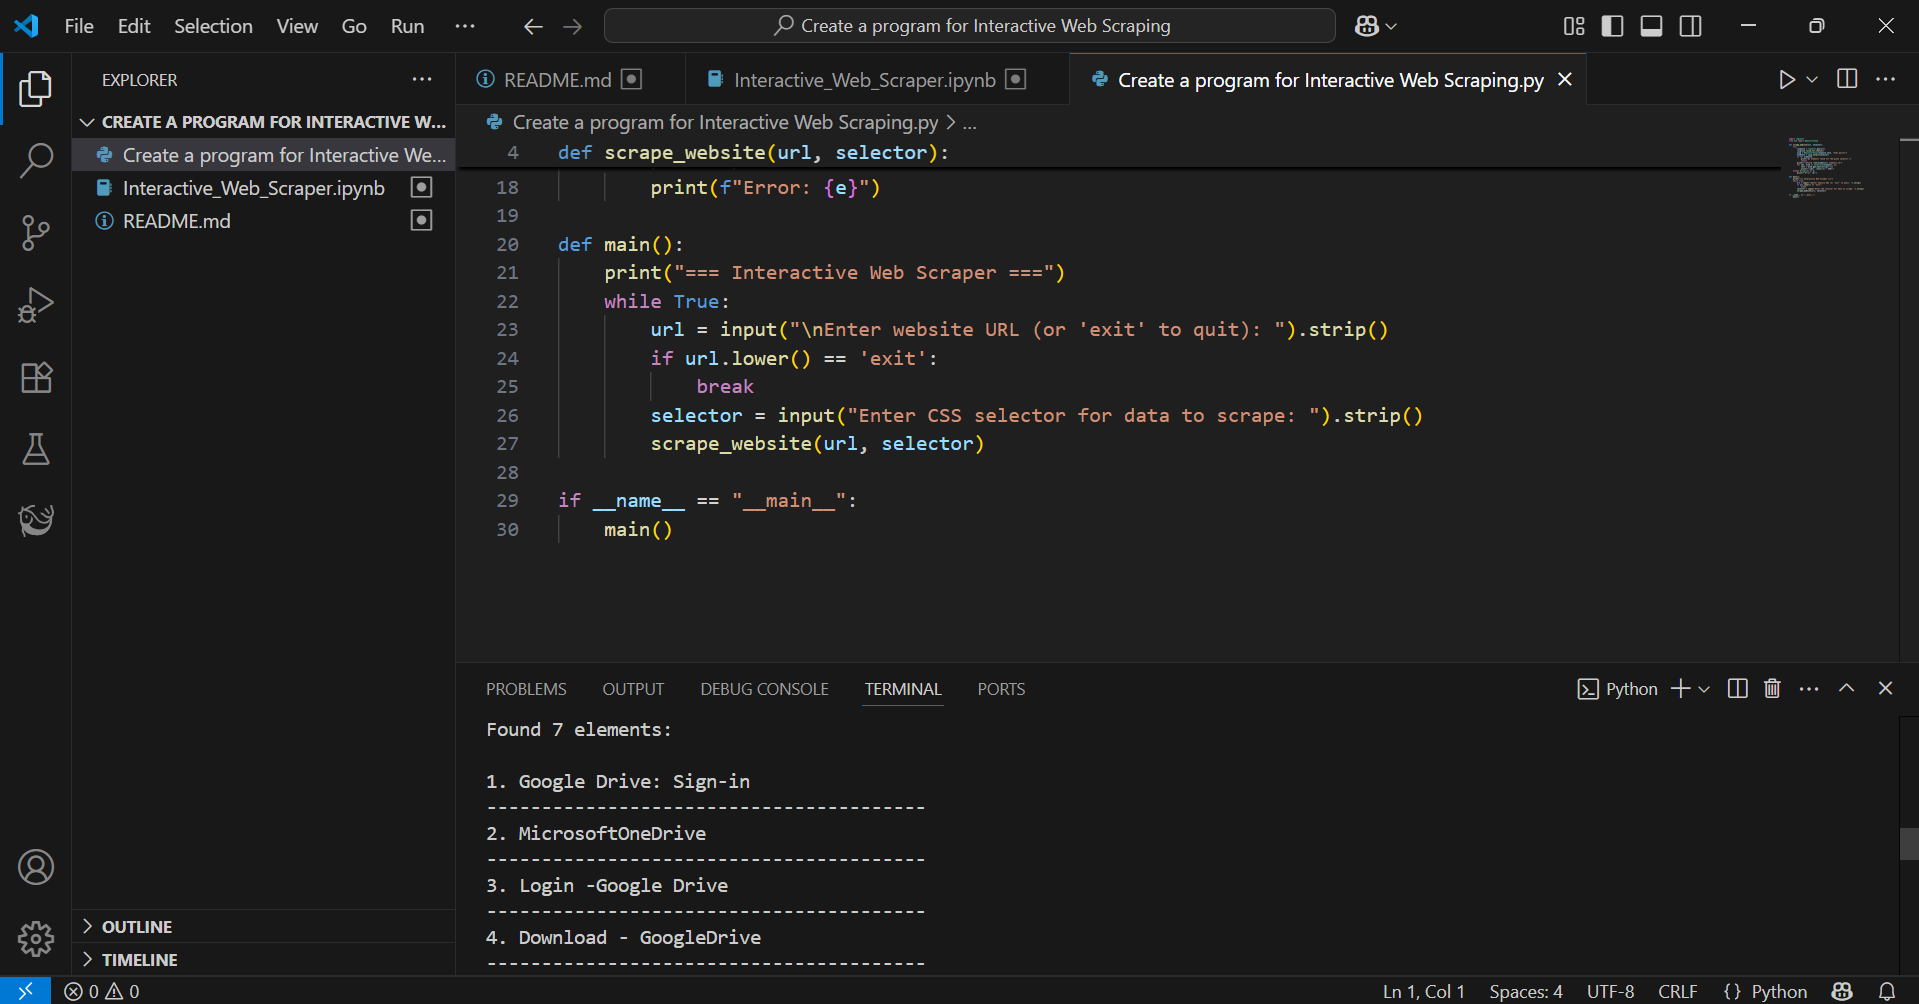 File Edit Selection View Go Run ···
Create a program for Interactive Web Scraping
EXPLORER ···
CREATE A PROGRAM FOR INTERACTIVE W...
Create a program for Interactive We...
Interactive_Web_Scraper.ipynb
README.md
OUTLINE
TIMELINE
README.md
Interactive_Web_Scraper.ipynb
Create a program for Interactive Web Scraping.py
Create a program for Interactive Web Scraping.py > ...
4 def scrape_website(url, selector):
18 print(f"Error: {e}")
19
20 def main():
21 print("=== Interactive Web Scraper ===")
22 while True:
23 url = input("\nEnter website URL (or 'exit' to quit): ").strip()
24 if url.lower() == 'exit':
25 break
26 selector = input("Enter CSS selector for data to scrape: ").strip()
27 scrape_website(url, selector)
28
29 if __name__ == "__main__":
30 main()
PROBLEMS OUTPUT DEBUG CONSOLE TERMINAL PORTS
Python
Found 7 elements:
1. Google Drive: Sign-in
----------------------------------------
2. MicrosoftOneDrive
----------------------------------------
3. Login -Google Drive
----------------------------------------
4. Download - GoogleDrive
----------------------------------------
0 0
Ln 1, Col 1 Spaces: 4 UTF-8 CRLF {} Python